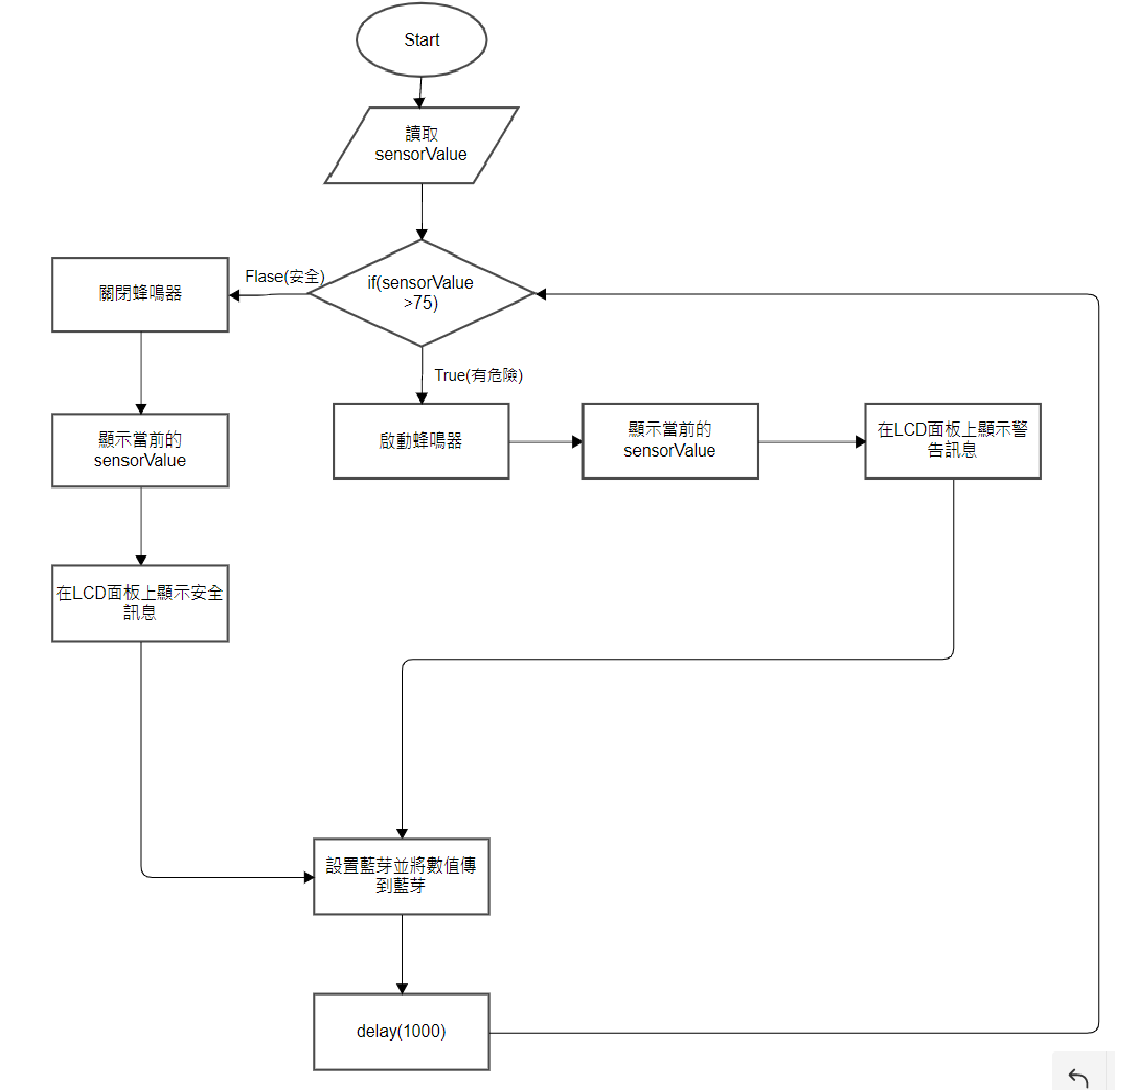 Start
讀取
sensorValue
if(sensorValue
>75)
Flase(安全)
關閉蜂鳴器
顯示當前的
sensorValue
在LCD面板上顯示安全
訊息
True(有危險)
啟動蜂鳴器
顯示當前的
sensorValue
在LCD面板上顯示警
告訊息
設置藍芽並將數值傳
到藍芽
delay(1000)